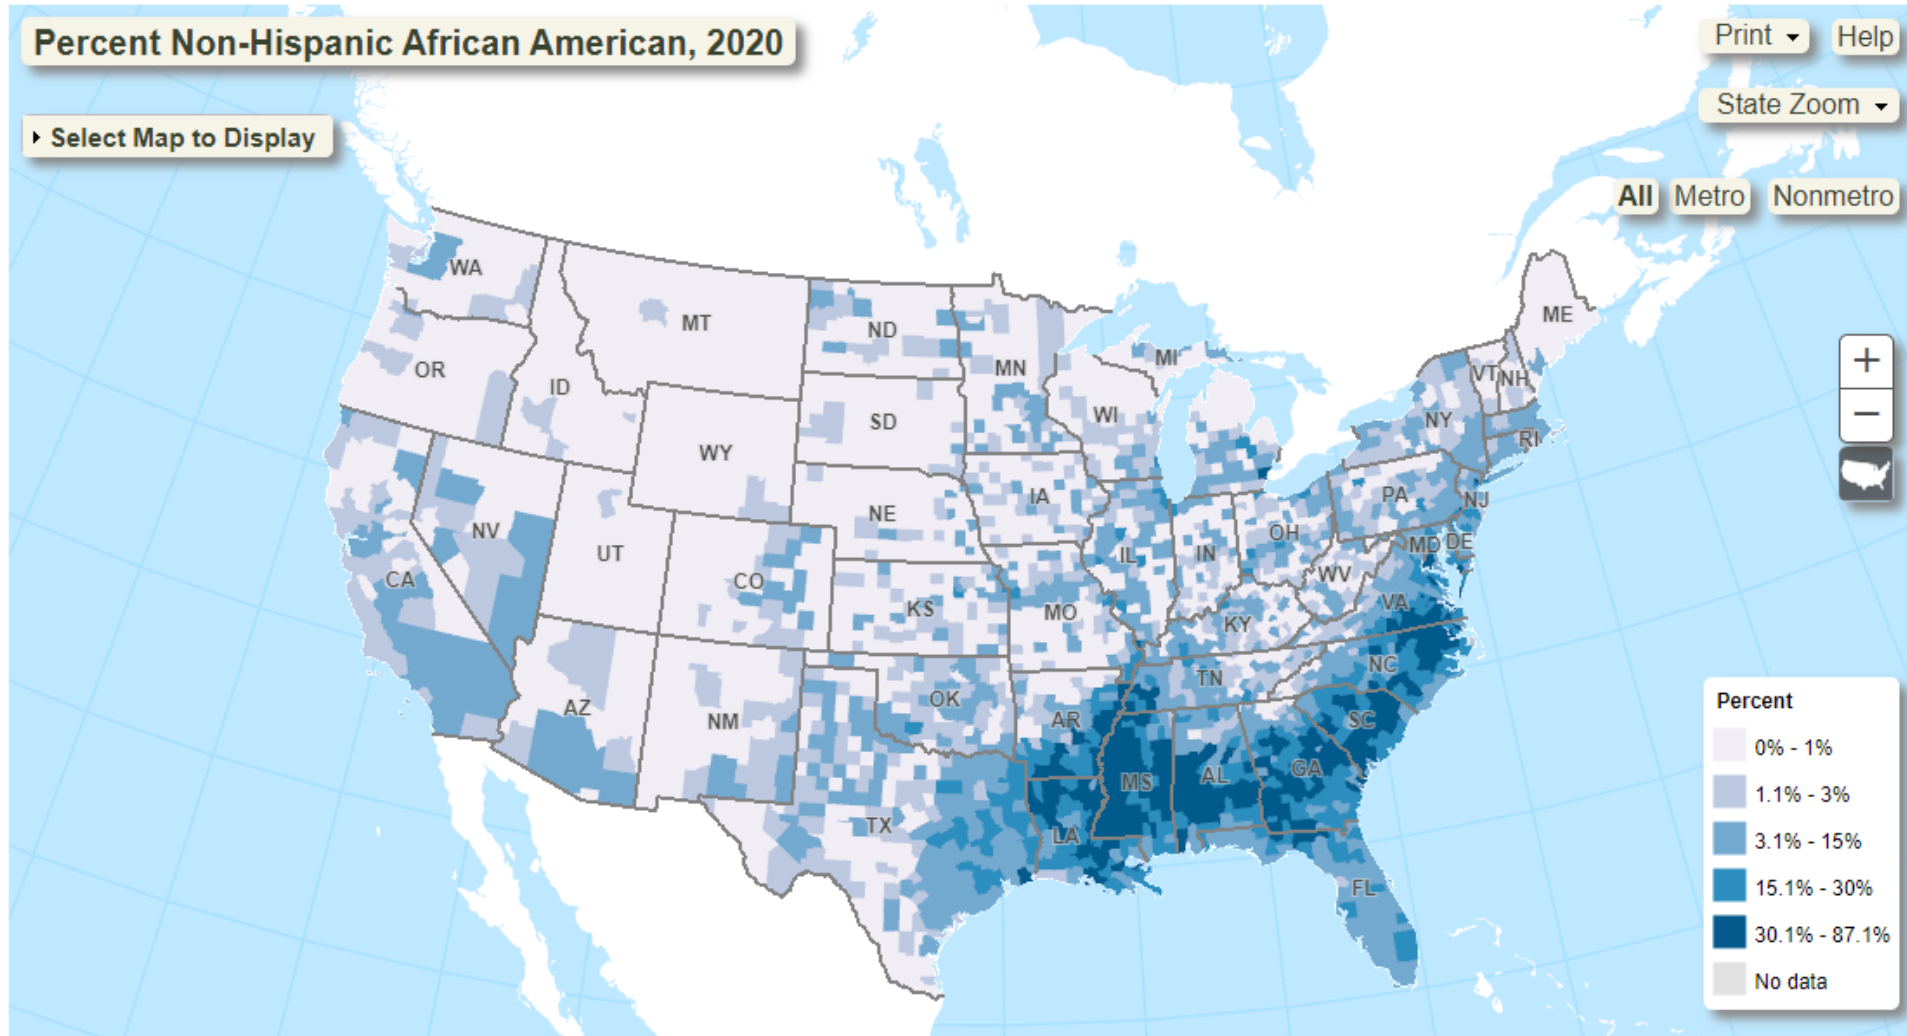 Percent Non-Hispanic African American, 2020
Print
Help
Select Map to Display
State Zoom
All
Metro
Nonmetro
WA
MT
ND
MN
MI
ME
OR
ID
SD
WI
VT
NH
NY
RI
WY
NE
IA
PA
NJ
NV
UT
CO
IL
IN
OH
MD
DE
WV
CA
KS
MO
KY
VA
AZ
NM
OK
AR
TN
NC
SC
TX
LA
MS
AL
GA
FL
+
−
Percent
0% - 1%
1.1% - 3%
3.1% - 15%
15.1% - 30%
30.1% - 87.1%
No data